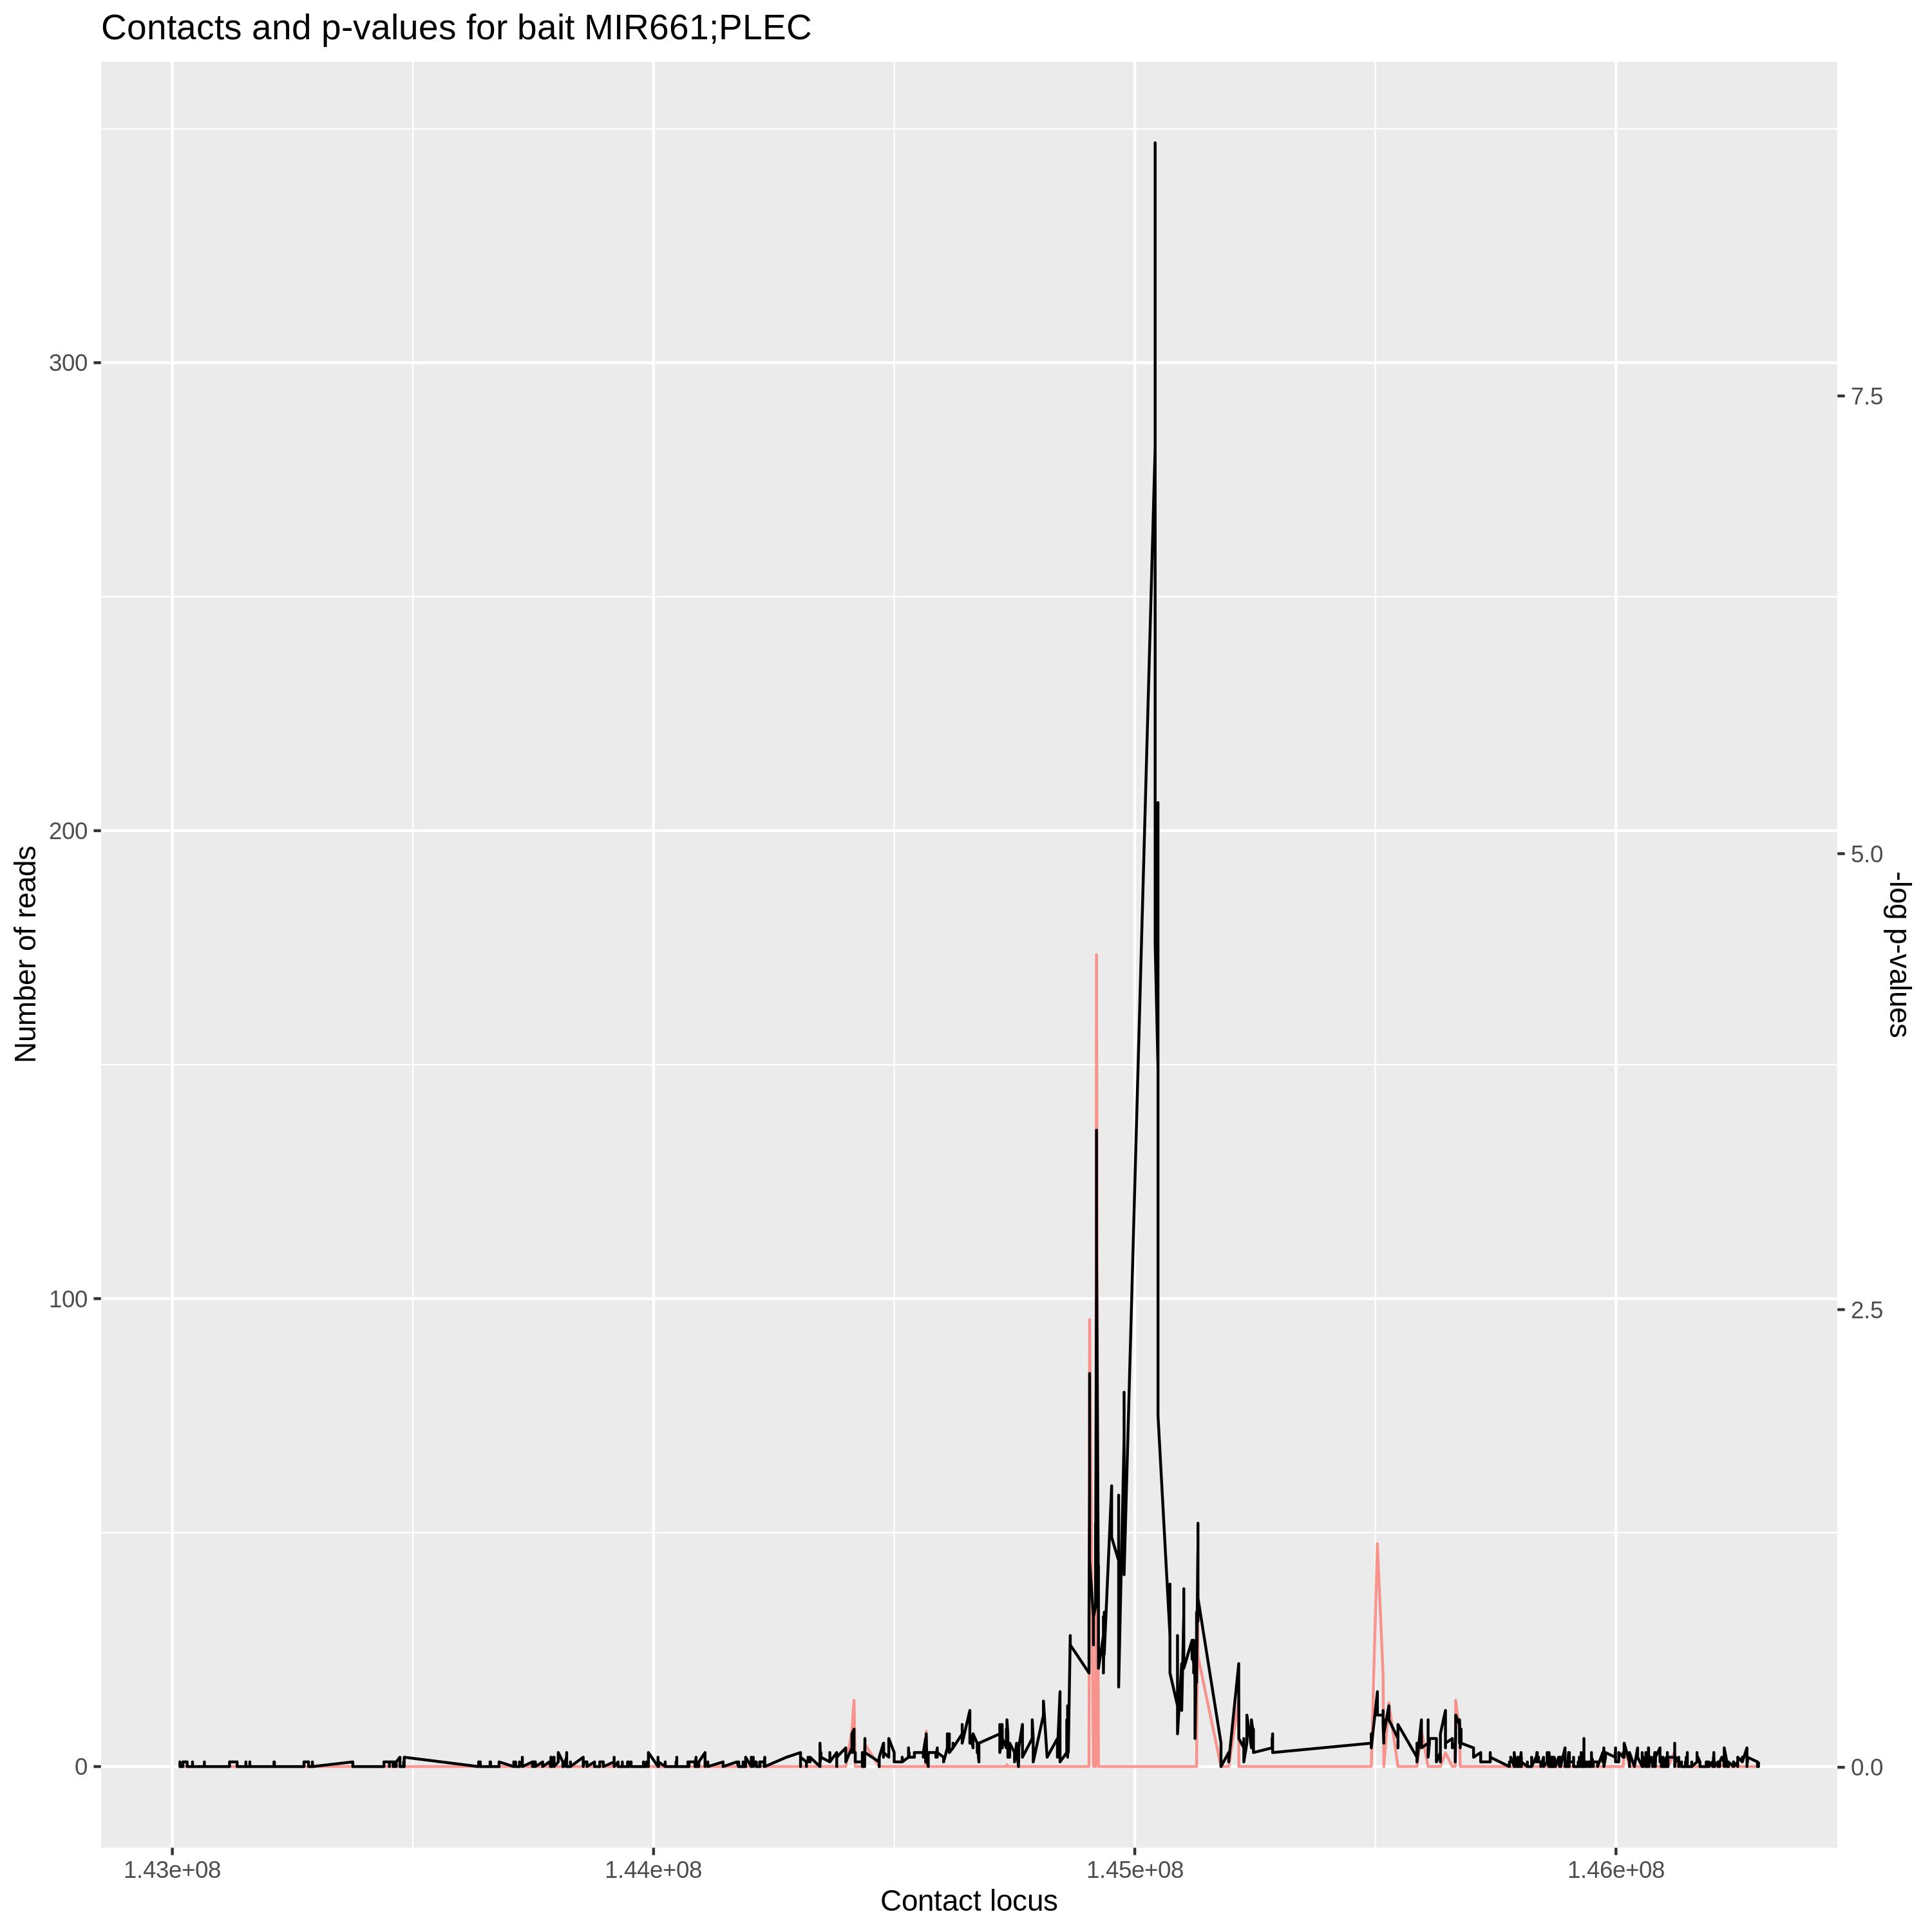 Contacts and p-values for bait MIR661;PLEC
Number of reads
300
200
100
0
7.5
5.0
2.5
0.0
-log p-values
1.43e+08
1.44e+08
1.45e+08
1.46e+08
Contact locus